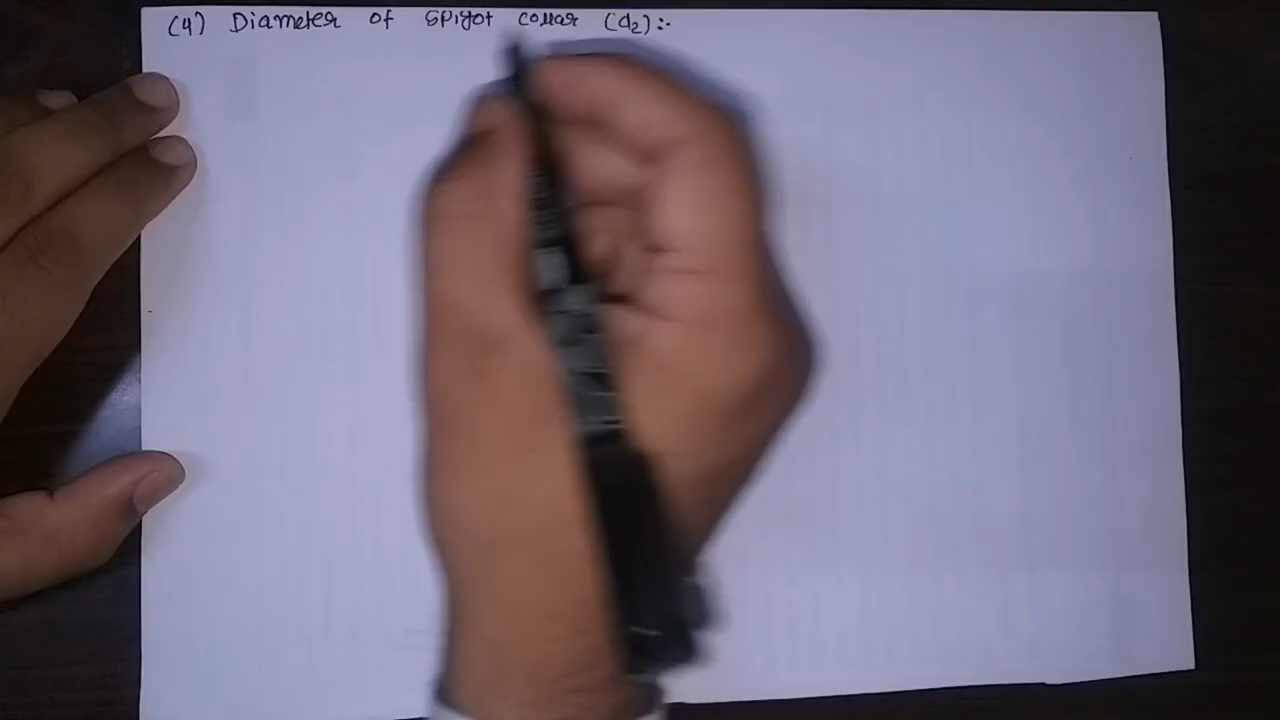 (4) Diameter of Spigot collar (d₂):-